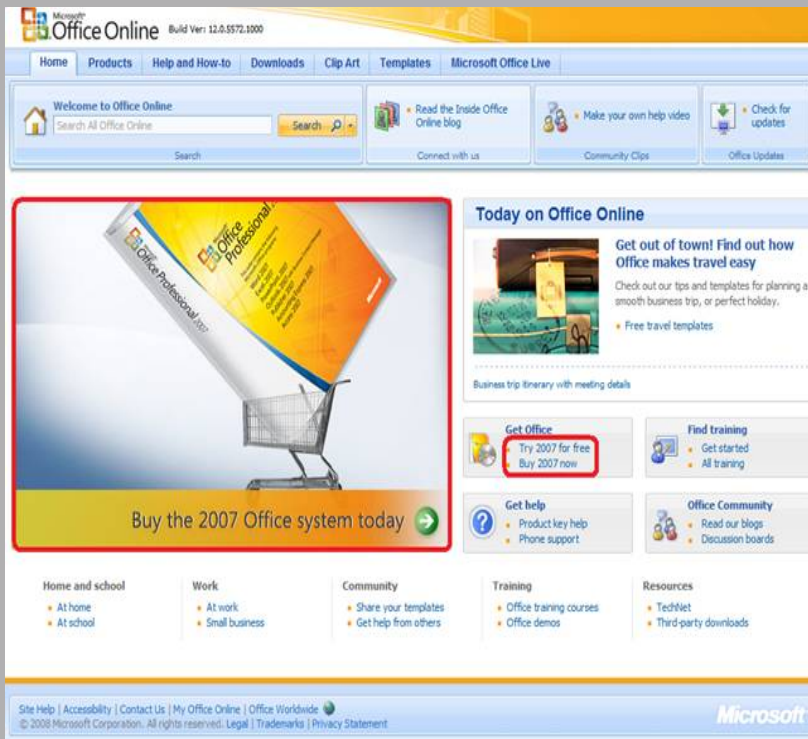 Microsoft
Office Online Build Ver: 12.0.5572.1000
Home Products Help and How-to Downloads Clip Art Templates Microsoft Office Live
Welcome to Office Online
Search All Office Online
Search
Search
Read the Inside Office
Online blog
Connect with us
Make your own help video
Community Clips
Check for
updates
Office Updates
Office Professional 2007
Office
Professional 2007
Microsoft
Buy the 2007 Office system today
Today on Office Online
Get out of town! Find out how
Office makes travel easy
Check out our tips and templates for planning a
smooth business trip, or perfect holiday.
Free travel templates
Business trip itinerary with meeting details
Get Office
Try 2007 for free
Buy 2007 now
Find training
Get started
All training
Get help
Product key help
Phone support
Office Community
Read our blogs
Discussion boards
Home and school
At home
At school
Work
At work
Small business
Community
Share your templates
Get help from others
Training
Office training courses
Office demos
Resources
TechNet
Third-party downloads
Site Help | Accessibility | Contact Us | My Office Online | Office Worldwide
© 2008 Microsoft Corporation. All rights reserved. Legal | Trademarks | Privacy Statement
Microsoft